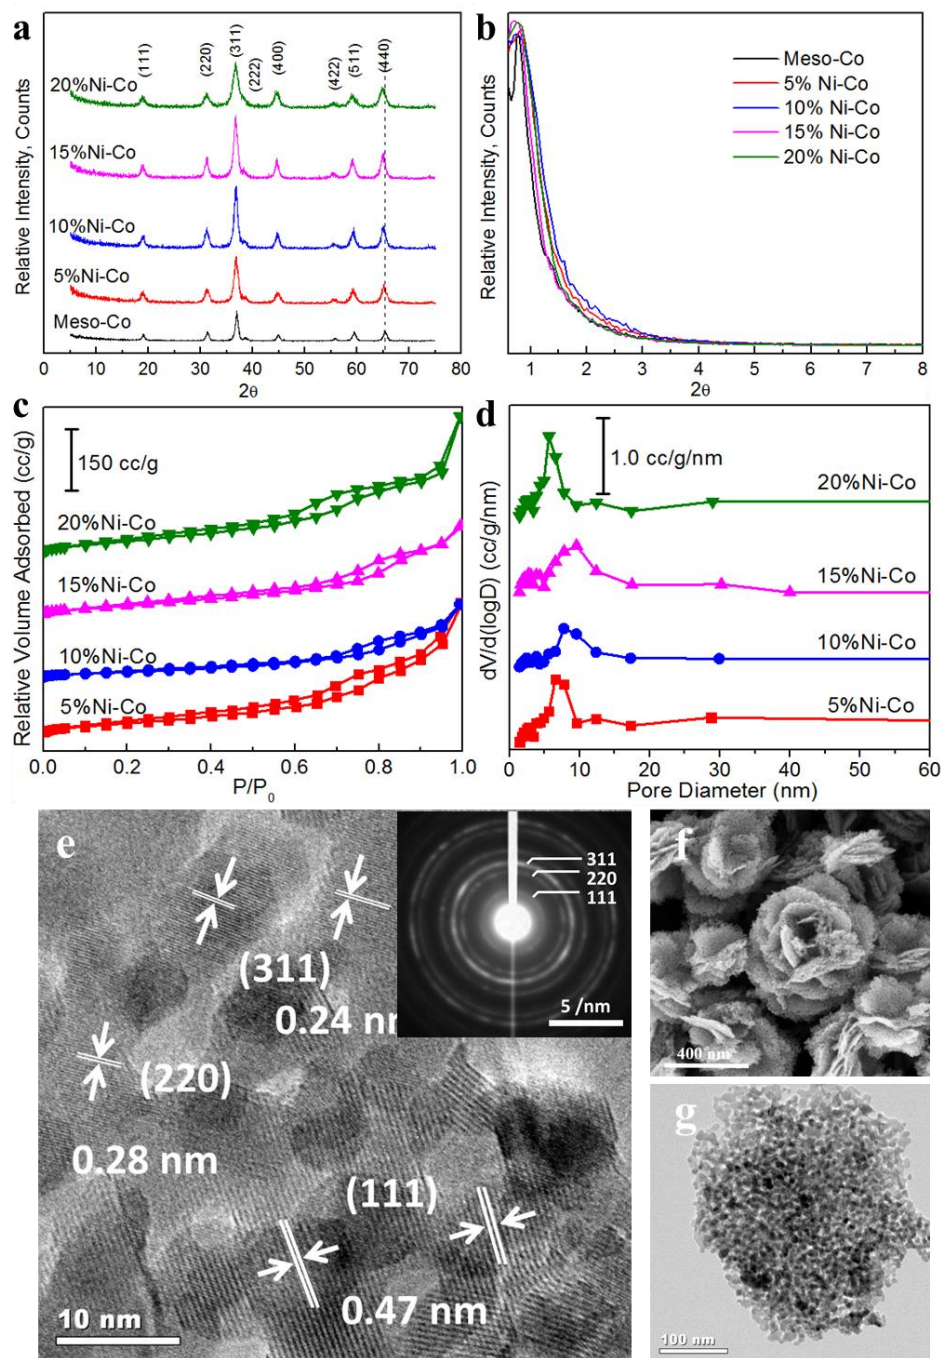 a
Relative Intensity, Counts
(111)
(220)
(311)
(222)
(400)
(422)
(511)
(440)
20%Ni-Co
15%Ni-Co
10%Ni-Co
5%Ni-Co
Meso-Co
0 10 20 30 40 50 60 70 80
2θ
b
Relative Intensity, Counts
Meso-Co
5% Ni-Co
10% Ni-Co
15% Ni-Co
20% Ni-Co
1 2 3 4 5 6 7 8
2θ
c
Relative Volume Adsorbed (cc/g)
150 cc/g
20%Ni-Co
15%Ni-Co
10%Ni-Co
5%Ni-Co
0.0 0.2 0.4 0.6 0.8 1.0
P/P0
d
dV/d(logD) (cc/g/nm)
1.0 cc/g/nm
20%Ni-Co
15%Ni-Co
10%Ni-Co
5%Ni-Co
0 10 20 30 40 50 60
Pore Diameter (nm)
e
311
220
111
5 /nm
(311)
0.24 n
(220)
0.28 nm
(111)
0.47 nm
10 nm
f
400 nm
g
100 nm